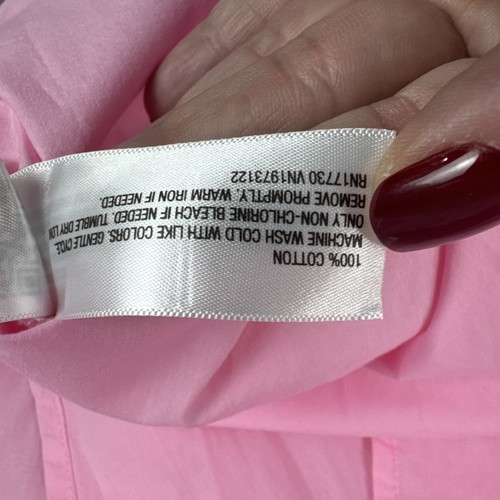 100% COTTON
MACHINE WASH COLD WITH LIKE COLORS. GENTLE CYCLE.
ONLY NON-CHLORINE BLEACH IF NEEDED. TUMBLE DRY LOW.
REMOVE PROMPTLY. WARM IRON IF NEEDED.
RN17730 VN1973122